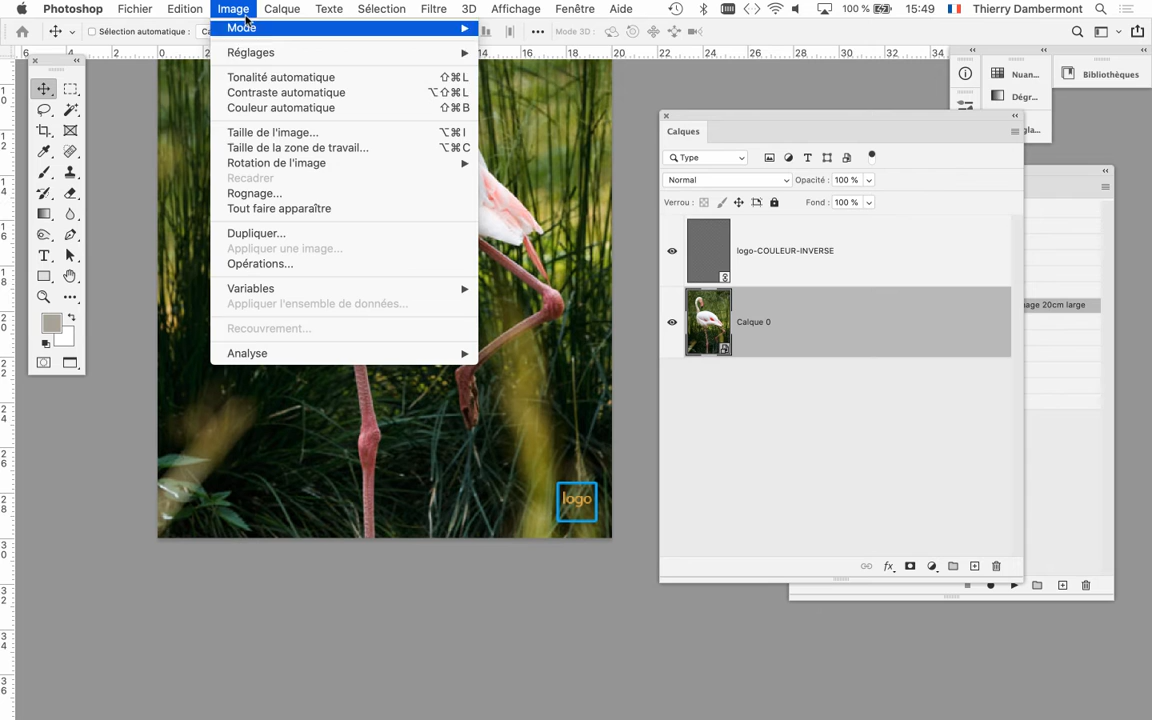 Photoshop Fichier Edition Image Calque Texte Sélection Filtre 3D Affichage Fenêtre Aide 100 % 15:49 Thierry Dambermont
Sélection automatique : Mode 3D :
6 4 2 0 14 16 18 20 22 24 26 28 30 32 34
Mode
Réglages
Tonalité automatique ⇧⌘L
Contraste automatique ⌥⇧⌘L
Couleur automatique ⇧⌘B
Taille de l'image... ⌥⌘I
Taille de la zone de travail... ⌥⌘C
Rotation de l'image
Recadrer
Rognage...
Tout faire apparaître
Dupliquer...
Appliquer une image...
Opérations...
Variables
Appliquer l'ensemble de données...
Recouvrement...
Analyse
logo
Nuan...
Dégr...
Bibliothèques
Calques
Type
Normal Opacité : 100 %
Verrou : Fond : 100 %
logo-COULEUR-INVERSE
Calque 0
age 20cm large